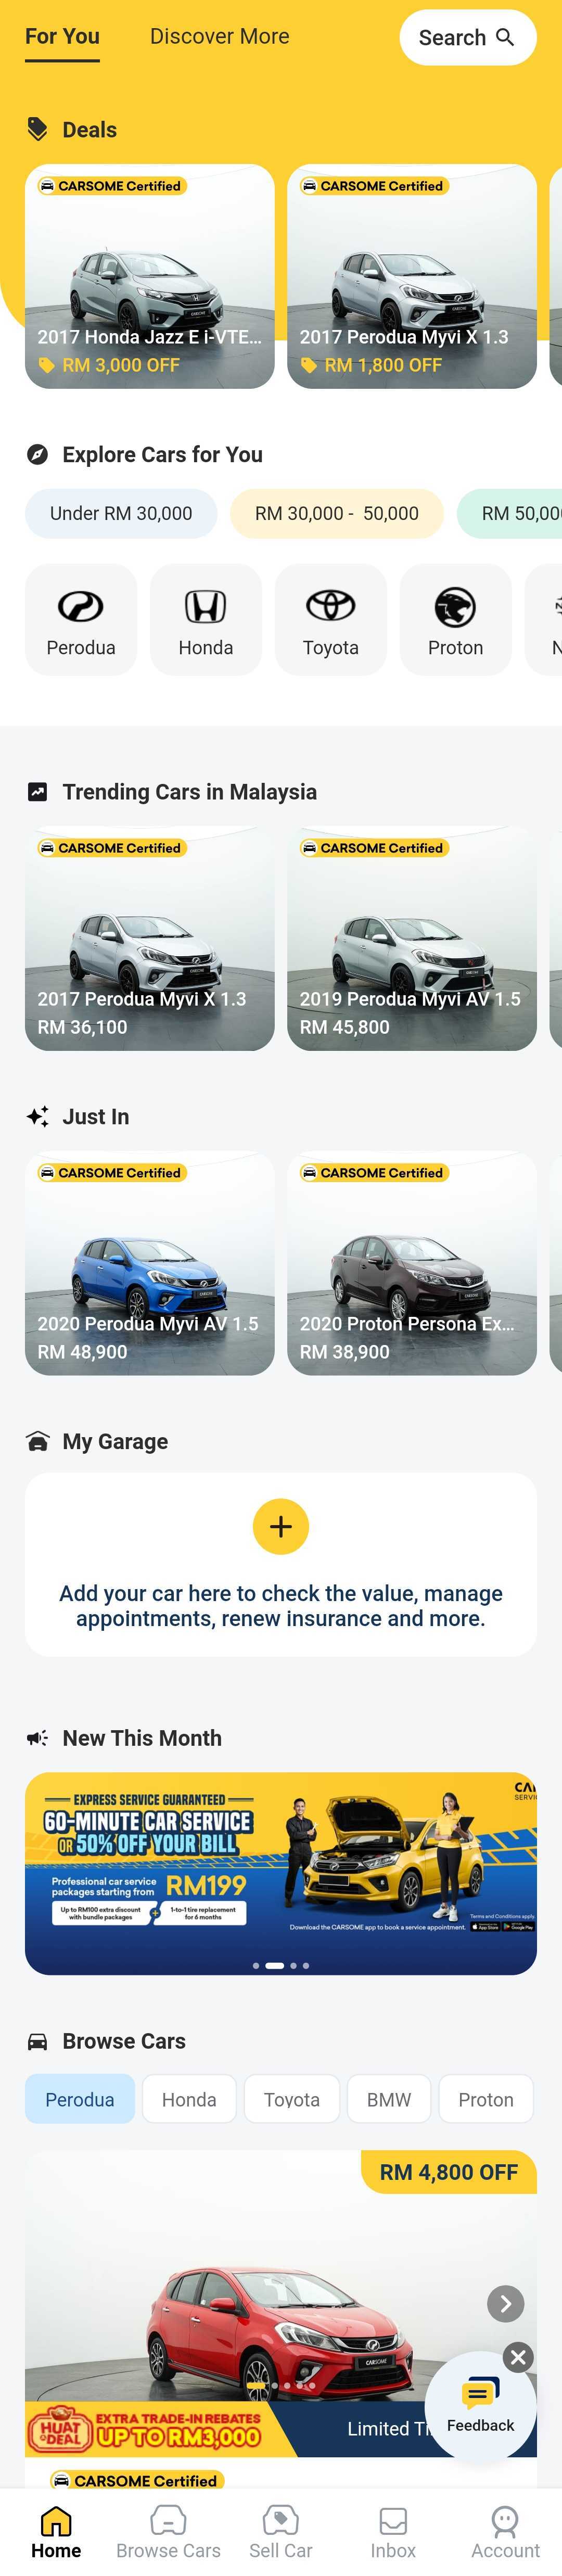 For You
Discover More
Search
Deals
CARSOME Certified
2017 Honda Jazz E i-VTE...
RM 3,000 OFF
CARSOME Certified
2017 Perodua Myvi X 1.3
RM 1,800 OFF
Explore Cars for You
Under RM 30,000
RM 30,000 - 50,000
RM 50,00
Perodua
Honda
Toyota
Proton
N
Trending Cars in Malaysia
CARSOME Certified
2017 Perodua Myvi X 1.3
RM 36,100
CARSOME Certified
2019 Perodua Myvi AV 1.5
RM 45,800
Just In
CARSOME Certified
2020 Perodua Myvi AV 1.5
RM 48,900
CARSOME Certified
2020 Proton Persona Ex...
RM 38,900
My Garage
Add your car here to check the value, manage
appointments, renew insurance and more.
New This Month
EXPRESS SERVICE GUARANTEED
60-MINUTE CAR SERVICE
OR 50% OFF YOUR BILL
Professional car service
packages starting from RM199
Up to RM100 extra discount
with bundle packages
+
1-to-1 tire replacement
for 6 months
CA
SERVIC
Terms and Conditions apply.
Download the CARSOME app to book a service appointment.
App Store
Google Play
Browse Cars
Perodua
Honda
Toyota
BMW
Proton
RM 4,800 OFF
CARSOME
HUAT
DEAL
EXTRA TRADE-IN REBATES
UP TO RM3,000
Limited Ti
Feedback
CARSOME Certified
Home
Browse Cars
Sell Car
Inbox
Account